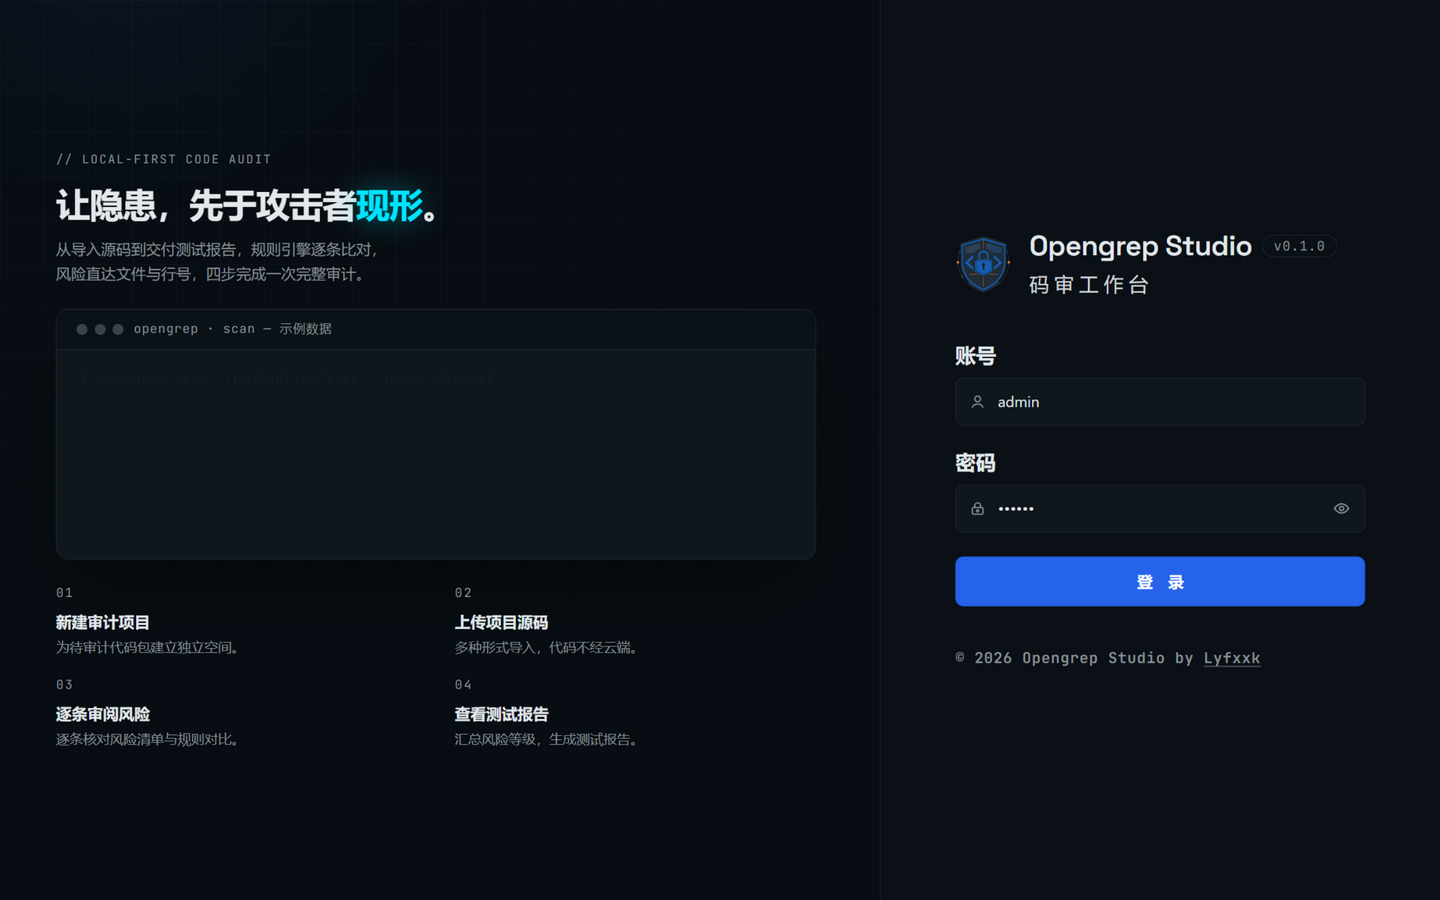 // LOCAL-FIRST CODE AUDIT
让隐患，先于攻击者现形。
从导入源码到交付测试报告，规则引擎逐条比对，
风险直达文件与行号，四步完成一次完整审计。
opengrep · scan — 示例数据
opengrep scan ./payment-service --rules default
01
新建审计项目
为待审计代码包建立独立空间。
02
上传项目源码
多种形式导入，代码不经云端。
03
逐条审阅风险
逐条核对风险清单与规则对比。
04
查看测试报告
汇总风险等级，生成测试报告。
Opengrep Studio v0.1.0
码审工作台
账号
admin
密码
••••••
登 录
© 2026 Opengrep Studio by Lyfxxk